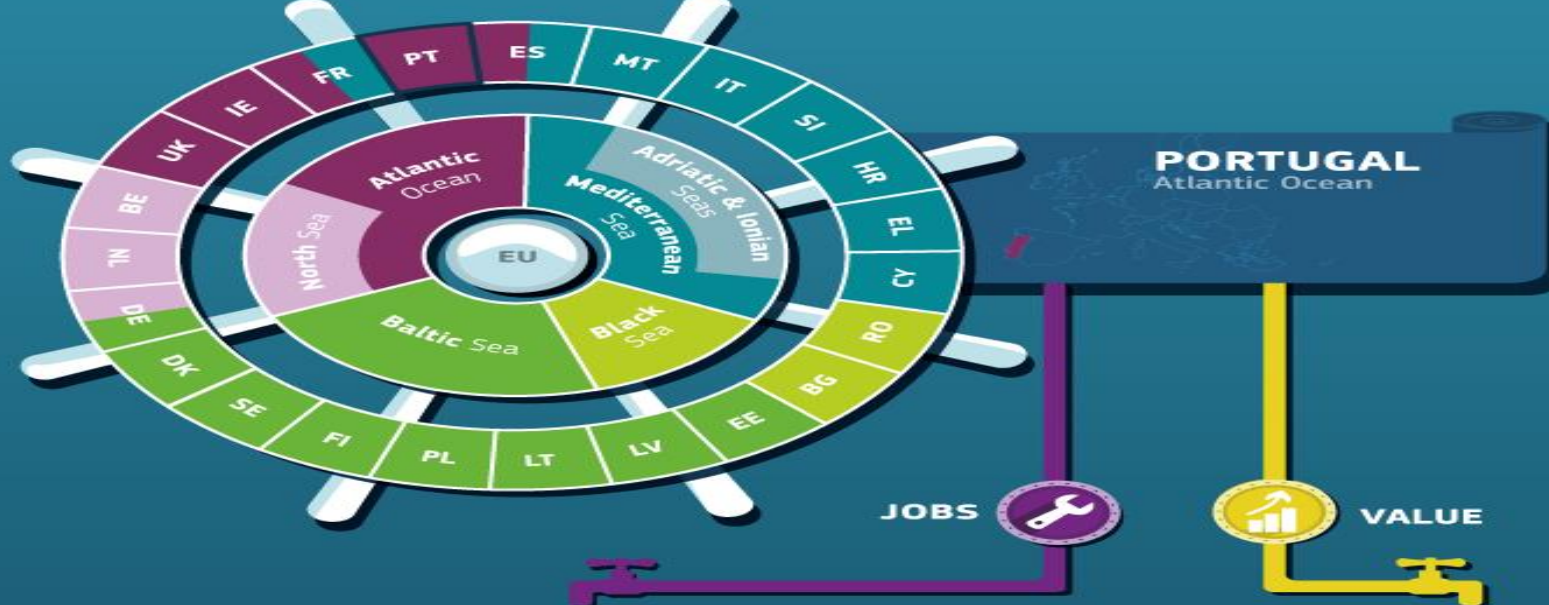 PT
ES
MT
IT
SI
HR
EL
CY
RO
BG
EE
LV
LT
PL
FI
SE
DK
DE
NL
BE
UK
IE
FR
Atlantic
Ocean
Adriatic & Ionian
Seas
Mediterranean
Sea
North Sea
EU
Baltic Sea
Black
Sea
PORTUGAL
Atlantic Ocean
JOBS
VALUE